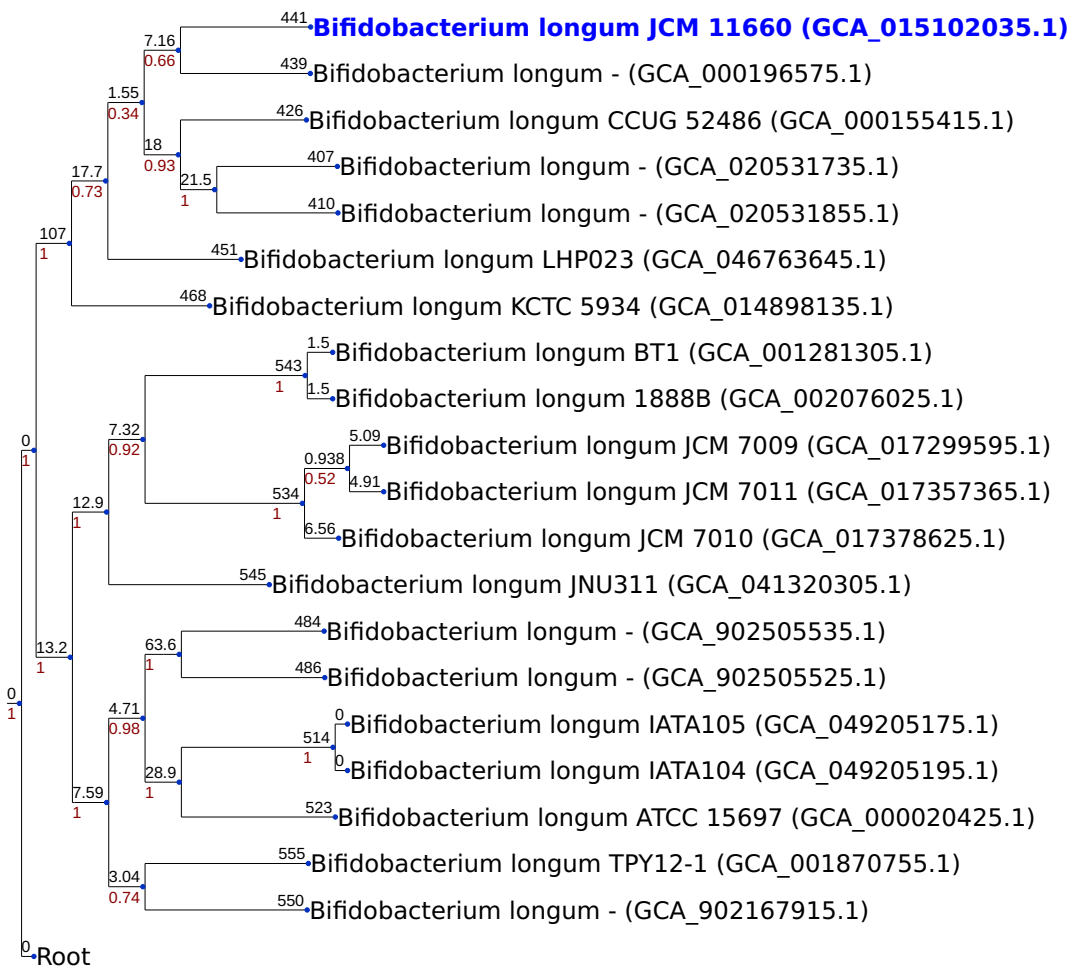 441 Bifidobacterium longum JCM 11660 (GCA_015102035.1)
7.16
0.66
439 Bifidobacterium longum - (GCA_000196575.1)
1.55
0.34
426 Bifidobacterium longum CCUG 52486 (GCA_000155415.1)
18
0.93
407 Bifidobacterium longum - (GCA_020531735.1)
21.5
1
17.7
0.73
410 Bifidobacterium longum - (GCA_020531855.1)
107
1
451 Bifidobacterium longum LHP023 (GCA_046763645.1)
468 Bifidobacterium longum KCTC 5934 (GCA_014898135.1)
1.5 Bifidobacterium longum BT1 (GCA_001281305.1)
543
1
1.5 Bifidobacterium longum 1888B (GCA_002076025.1)
7.32
0.92
0
1
5.09 Bifidobacterium longum JCM 7009 (GCA_017299595.1)
0.938
0.52
4.91 Bifidobacterium longum JCM 7011 (GCA_017357365.1)
534
1
12.9
1
6.56 Bifidobacterium longum JCM 7010 (GCA_017378625.1)
545 Bifidobacterium longum JNU311 (GCA_041320305.1)
484 Bifidobacterium longum - (GCA_902505535.1)
63.6
1
13.2
1
486 Bifidobacterium longum - (GCA_902505525.1)
0
1
4.71
0.98
0 Bifidobacterium longum IATA105 (GCA_049205175.1)
514
1
0 Bifidobacterium longum IATA104 (GCA_049205195.1)
28.9
1
7.59
1
523 Bifidobacterium longum ATCC 15697 (GCA_000020425.1)
555 Bifidobacterium longum TPY12-1 (GCA_001870755.1)
3.04
0.74
550 Bifidobacterium longum - (GCA_902167915.1)
0 Root